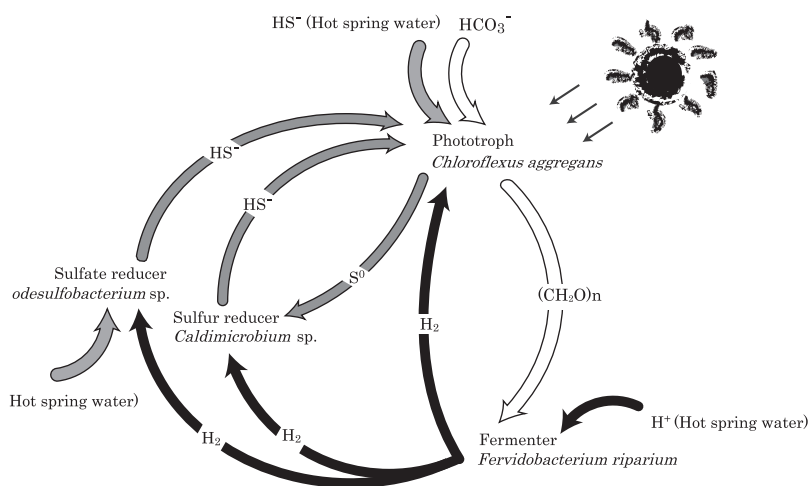 HS⁻ (Hot spring water)
HCO₃⁻
Phototroph
Chloroflexus aggregans
HS⁻
HS⁻
S⁰
Sulfate reducer
odesulfobacterium sp.
Sulfur reducer
Caldimicrobium sp.
(CH₂O)n
H₂
Hot spring water)
H₂
H₂
H⁺ (Hot spring water)
Fermenter
Fervidobacterium riparium